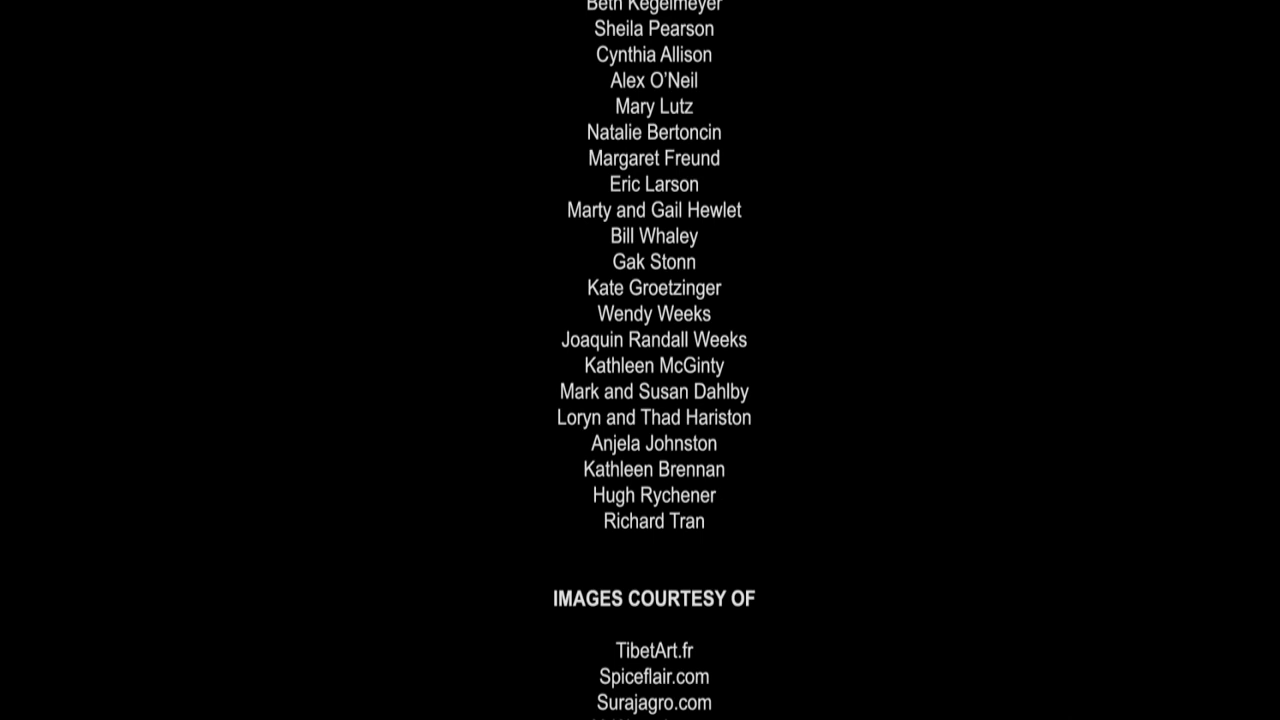 Beth Kegelmeyer
Sheila Pearson
Cynthia Allison
Alex O'Neil
Mary Lutz
Natalie Bertoncin
Margaret Freund
Eric Larson
Marty and Gail Hewlet
Bill Whaley
Gak Stonn
Kate Groetzinger
Wendy Weeks
Joaquin Randall Weeks
Kathleen McGinty
Mark and Susan Dahlby
Loryn and Thad Hariston
Anjela Johnston
Kathleen Brennan
Hugh Rychener
Richard Tran
IMAGES COURTESY OF
TibetArt.fr
Spiceflair.com
Surajagro.com